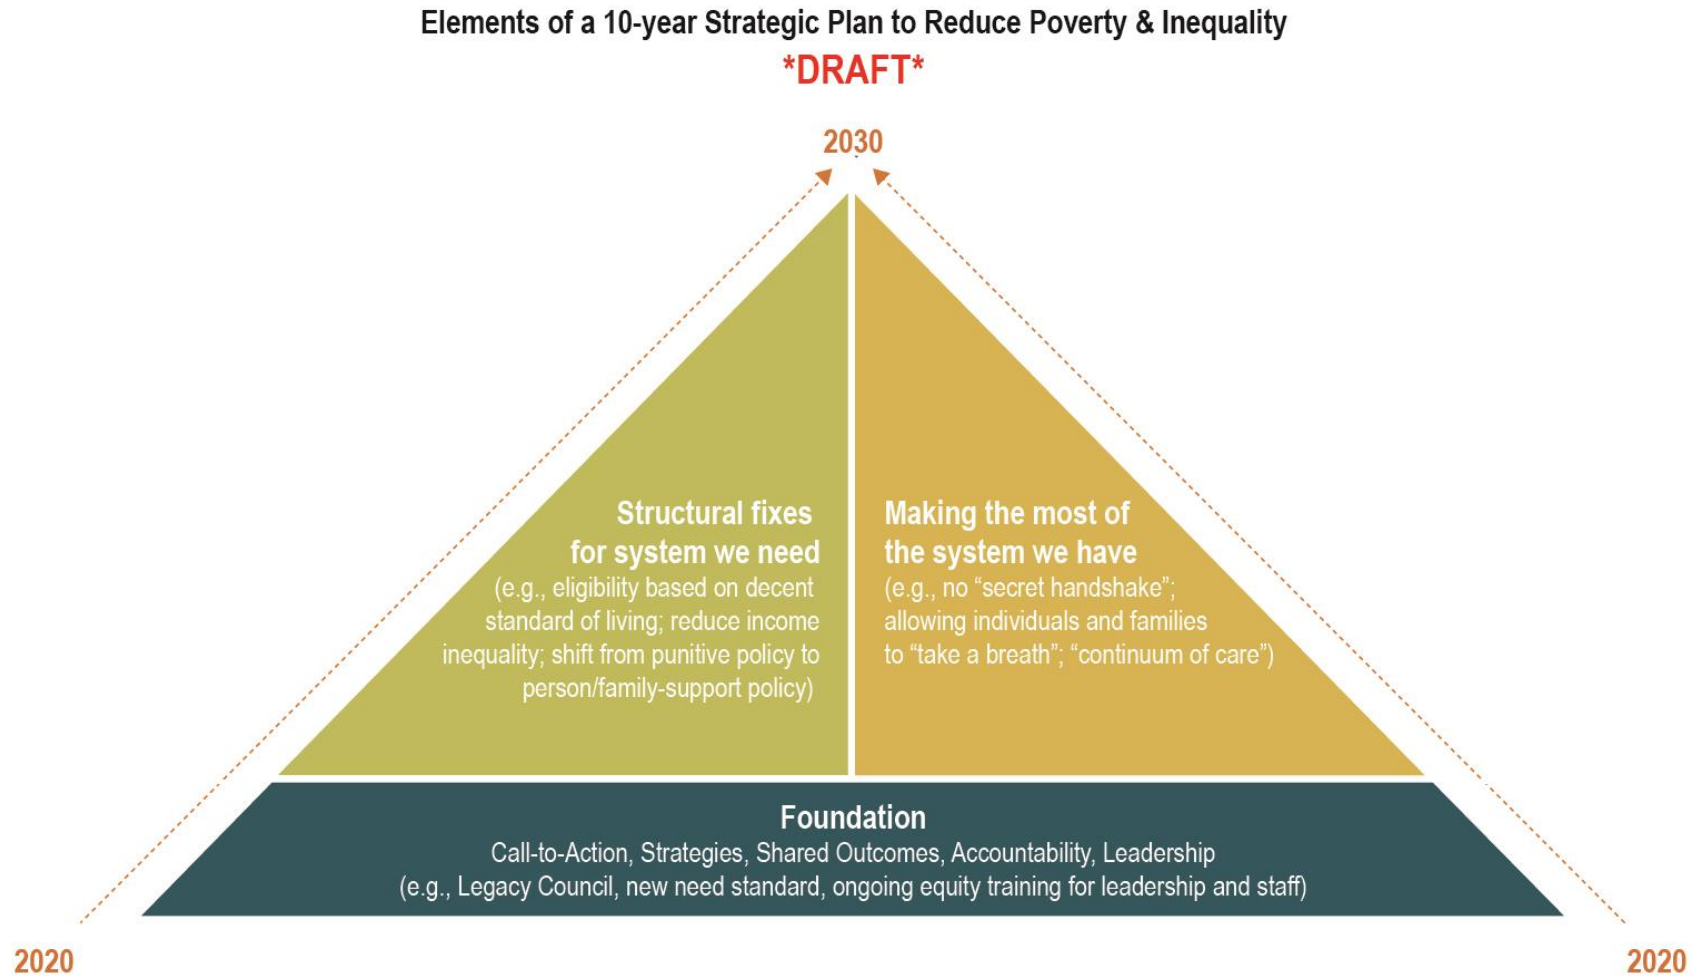 Elements of a 10-year Strategic Plan to Reduce Poverty & Inequality
*DRAFT*
2030
Structural fixes
for system we need
(e.g., eligibility based on decent
standard of living; reduce income
inequality; shift from punitive policy to
person/family-support policy)
Making the most of
the system we have
(e.g., no “secret handshake”;
allowing individuals and families
to “take a breath”; “continuum of care”)
Foundation
Call-to-Action, Strategies, Shared Outcomes, Accountability, Leadership
(e.g., Legacy Council, new need standard, ongoing equity training for leadership and staff)
2020
2020